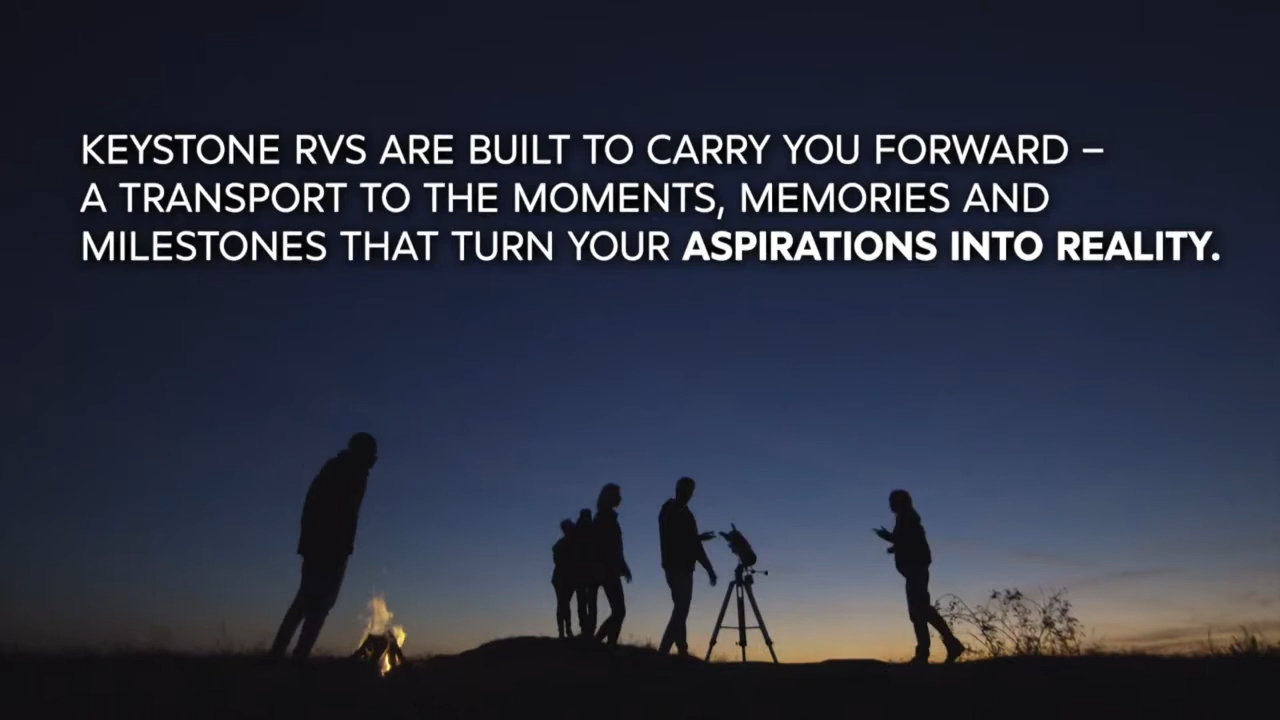 KEYSTONE RVS ARE BUILT TO CARRY YOU FORWARD –
A TRANSPORT TO THE MOMENTS, MEMORIES AND
MILESTONES THAT TURN YOUR ASPIRATIONS INTO REALITY.